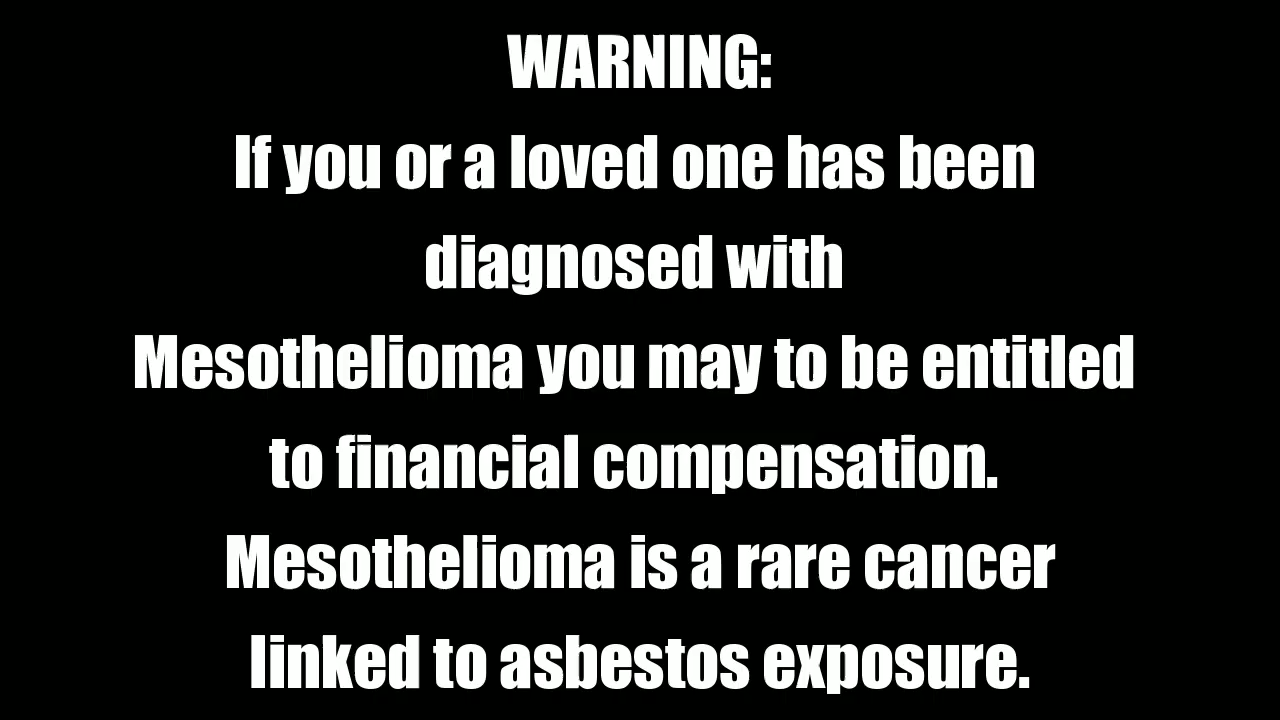 WARNING:
If you or a loved one has been
diagnosed with
Mesothelioma you may to be entitled
to financial compensation.
Mesothelioma is a rare cancer
linked to asbestos exposure.